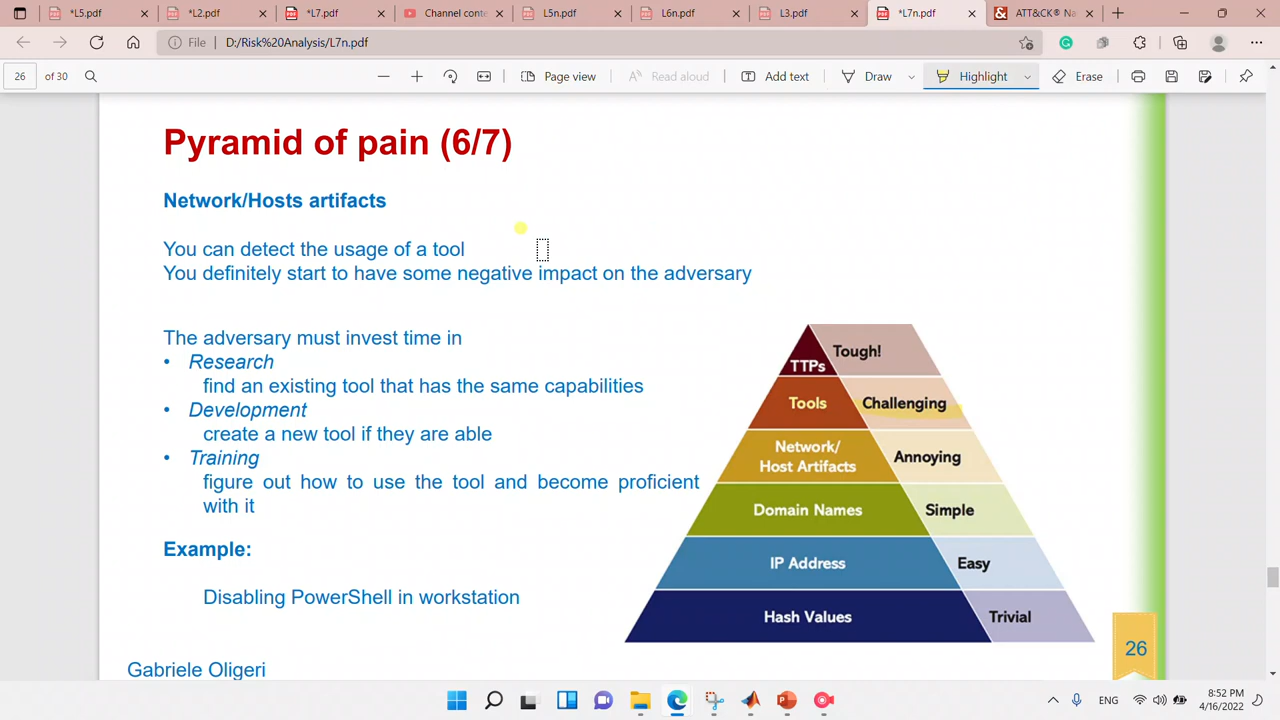 *L5.pdf
*L2.pdf
*L7.pdf
Channel conte
L5n.pdf
L6n.pdf
L3.pdf
*L7n.pdf
ATT&CK® Na
File
D:/Risk%20Analysis/L7n.pdf
26
of 30
Page view
Read aloud
Add text
Draw
Highlight
Erase
Pyramid of pain (6/7)
Network/Hosts artifacts
You can detect the usage of a tool
You definitely start to have some negative impact on the adversary
The adversary must invest time in
• Research
find an existing tool that has the same capabilities
• Development
create a new tool if they are able
• Training
figure out how to use the tool and become proficient
with it
Example:
Disabling PowerShell in workstation
TTPs
Tough!
Tools
Challenging
Network/
Host Artifacts
Annoying
Domain Names
Simple
IP Address
Easy
Hash Values
Trivial
26
Gabriele Oligeri
ENG
8:52 PM
4/16/2022